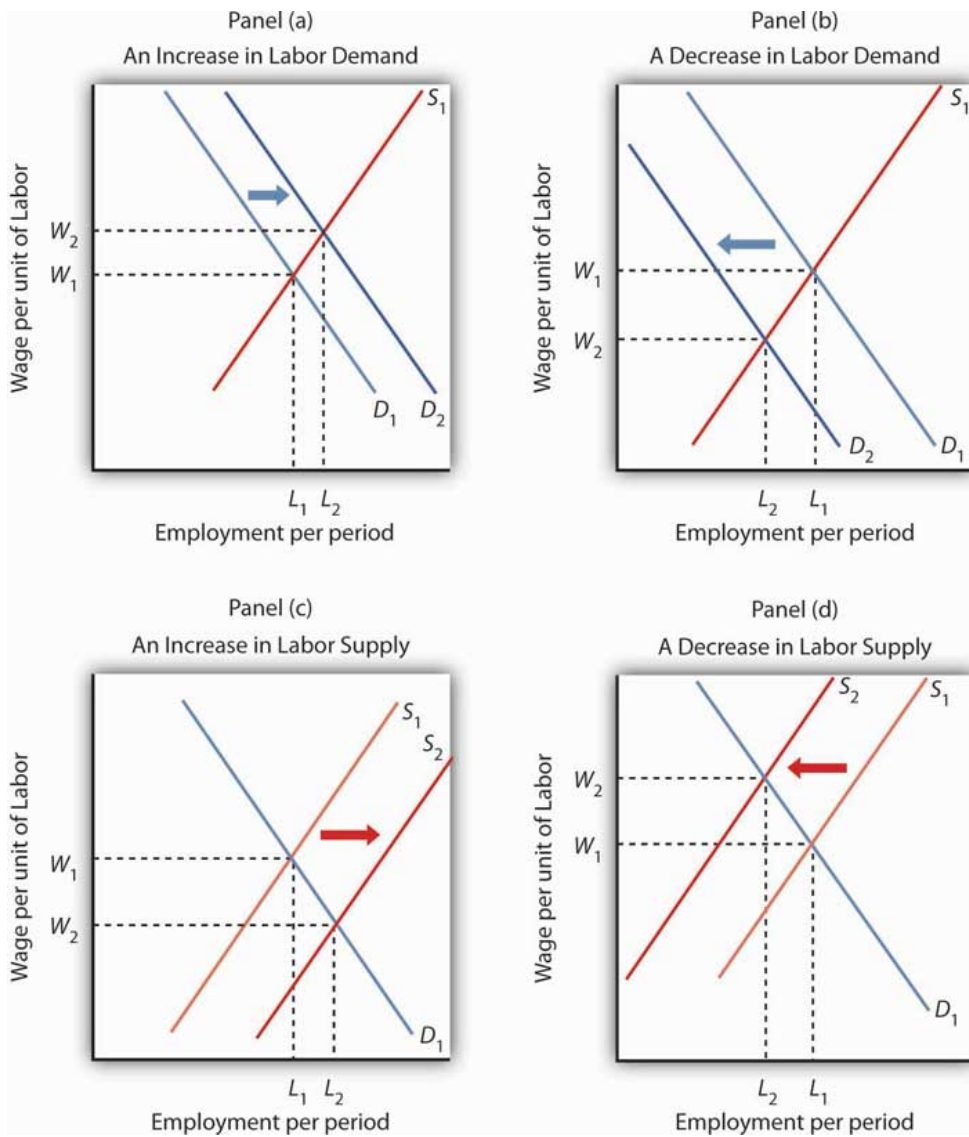 Panel (a)
An Increase in Labor Demand
Wage per unit of Labor
S1
W2
W1
D1
D2
L1
L2
Employment per period
Panel (b)
A Decrease in Labor Demand
Wage per unit of Labor
S1
W1
W2
D2
D1
L2
L1
Employment per period
Panel (c)
An Increase in Labor Supply
Wage per unit of Labor
S1
S2
W1
W2
D1
L1
L2
Employment per period
Panel (d)
A Decrease in Labor Supply
Wage per unit of Labor
S2
S1
W2
W1
D1
L2
L1
Employment per period